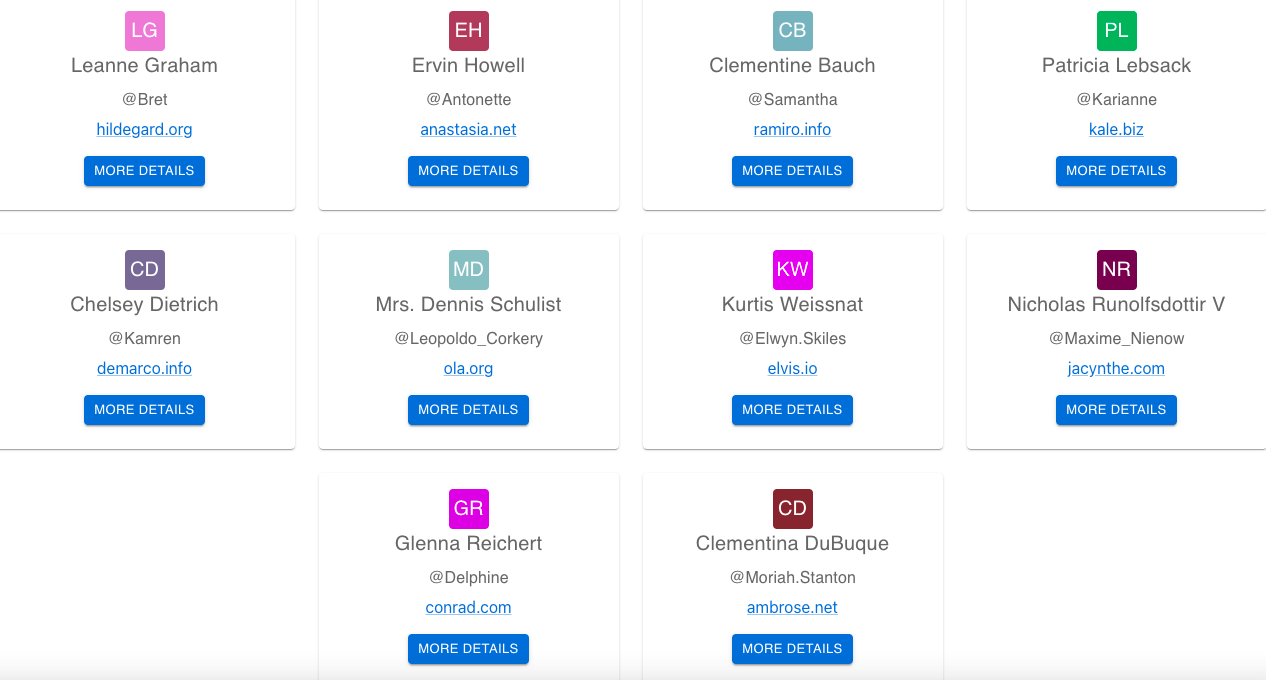 LG
Leanne Graham
@Bret
hildegard.org
MORE DETAILS
EH
Ervin Howell
@Antonette
anastasia.net
MORE DETAILS
CB
Clementine Bauch
@Samantha
ramiro.info
MORE DETAILS
PL
Patricia Lebsack
@Karianne
kale.biz
MORE DETAILS
CD
Chelsey Dietrich
@Kamren
demarco.info
MORE DETAILS
MD
Mrs. Dennis Schulist
@Leopoldo_Corkery
ola.org
MORE DETAILS
KW
Kurtis Weissnat
@Elwyn.Skiles
elvis.io
MORE DETAILS
NR
Nicholas Runolfsdottir V
@Maxime_Nienow
jacynthe.com
MORE DETAILS
GR
Glenna Reichert
@Delphine
conrad.com
MORE DETAILS
CD
Clementina DuBuque
@Moriah.Stanton
ambrose.net
MORE DETAILS